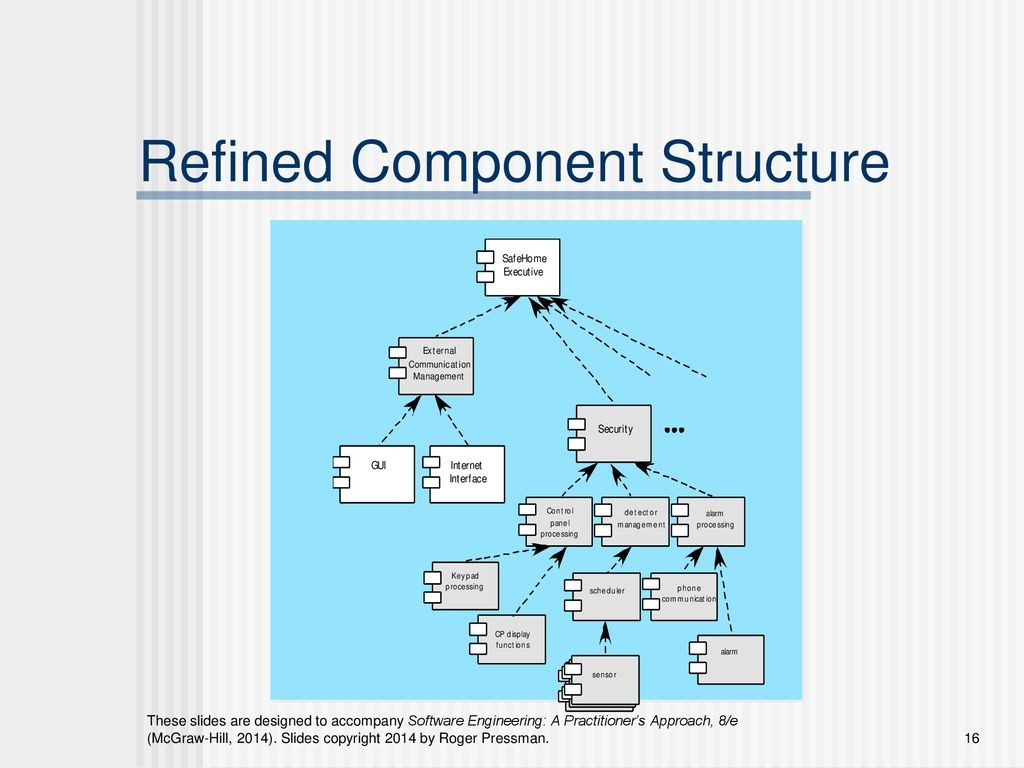 Refined Component Structure
SafeHome
Executive
External
Communication
Management
Security
...
GUI
Internet
Interface
Control
panel
processing
detector
management
alarm
processing
Keypad
processing
scheduler
phone
communication
CP display
functions
alarm
sensor
These slides are designed to accompany Software Engineering: A Practitioner’s Approach, 8/e
(McGraw-Hill, 2014). Slides copyright 2014 by Roger Pressman.
16